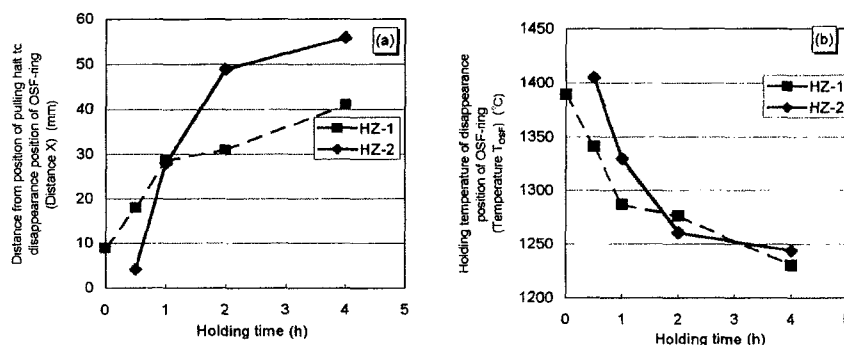 Distance from position of pulling halt tc
disappearance position of OSF-ring
(Distance X) (mm)
60
50
40
30
20
10
0
(a)
HZ-1
HZ-2
0 1 2 3 4 5
Holding time (h)
Holding temperature of disappearance
position of OSF-ring
(Temperature TOSF) (℃)
1450
1400
1350
1300
1250
1200
(b)
HZ-1
HZ-2
0 1 2 3 4 5
Holding time (h)